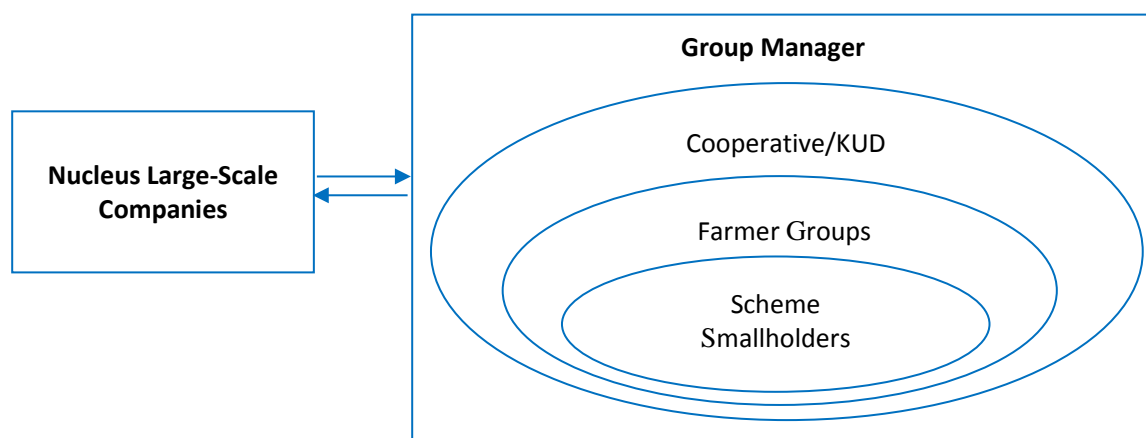 Group Manager
Cooperative/KUD
Nucleus Large-Scale
Companies
Farmer Groups
Scheme
Smallholders